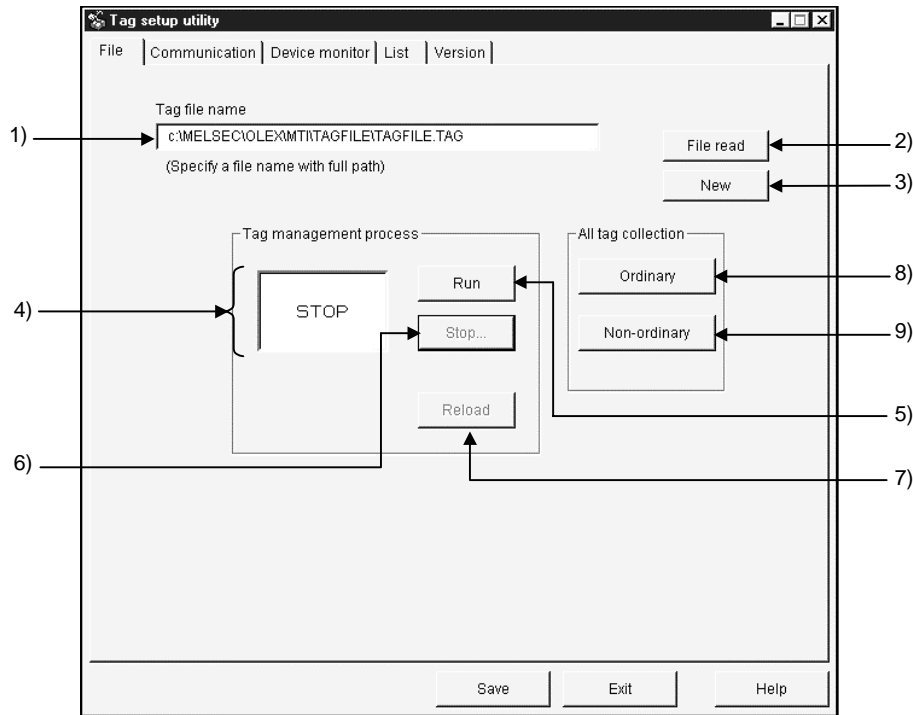 Tag setup utility
File Communication Device monitor List Version
Tag file name
1)
c:\MELSEC\OLEX\MTI\TAGFILE\TAGFILE.TAG
(Specify a file name with full path)
File read
2)
New
3)
Tag management process
All tag collection
4)
STOP
Run
Stop...
Reload
Ordinary
8)
Non-ordinary
9)
5)
6)
7)
Save Exit Help